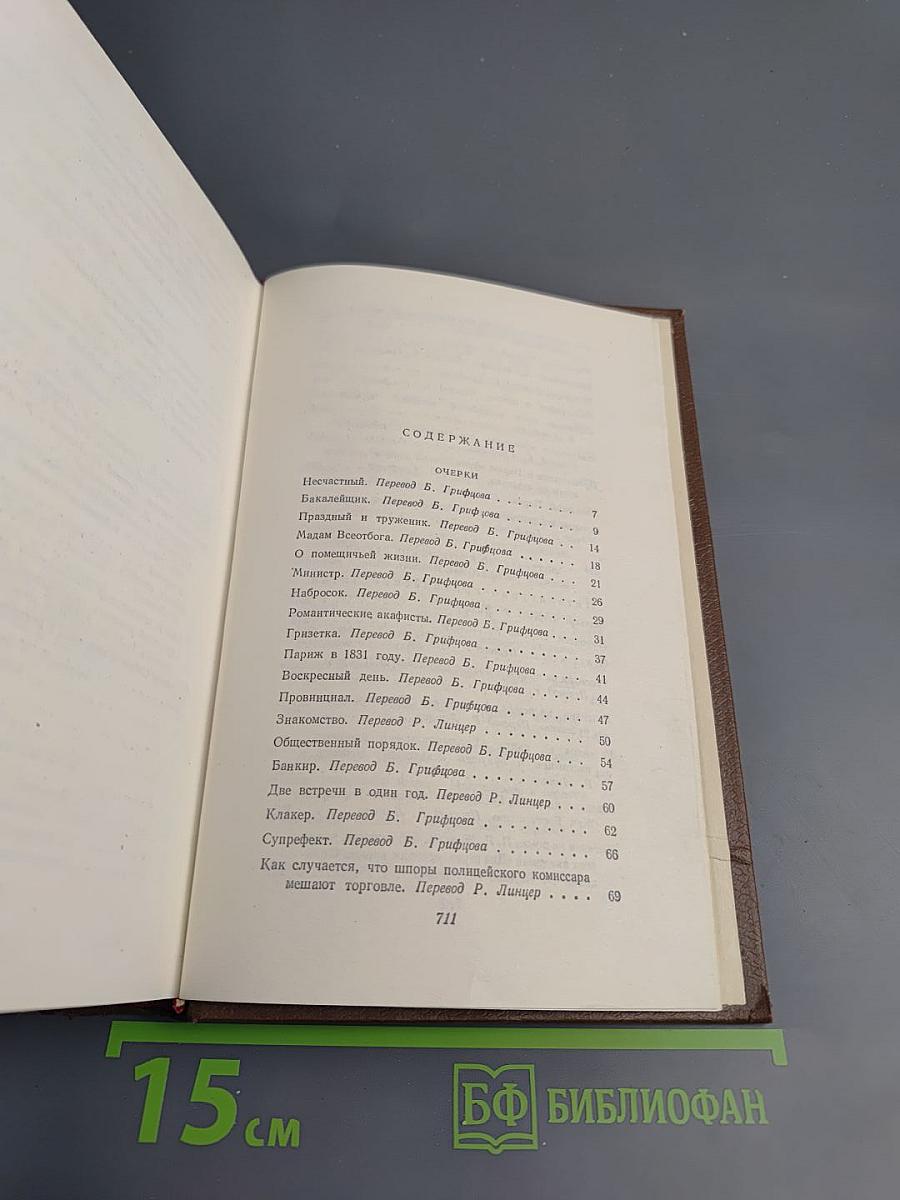 СОДЕРЖАНИЕ
ОЧЕРКИ
Несчастный. Перевод Б. Грифцова . . . . . . . . 7
Бакалейщик. Перевод Б. Грифцова . . . . . . . 9
Праздный и труженик. Перевод Б. Грифцова . . 14
Мадам Всеотбога. Перевод Б. Грифцова . . . . . . 18
О помещичьей жизни. Перевод Б. Грифцова . . . 21
Министр. Перевод Б. Грифцова . . . . . . . . . 26
Набросок. Перевод Б. Грифцова . . . . . . . . . 29
Романтические акафисты. Перевод Б. Грифцова . . . 31
Гризетка. Перевод Б. Грифцова . . . . . . . . . 37
Париж в 1831 году. Перевод Б. Грифцова . . . . . 41
Воскресный день. Перевод Б. Грифцова . . . . . . 44
Провинциал. Перевод Б. Грифцова . . . . . . . 47
Знакомство. Перевод Р. Линцер . . . . . . . . . 50
Общественный порядок. Перевод Б. Грифцова . . . 54
Банкир. Перевод Б. Грифцова . . . . . . . . . . 57
Две встречи в один год. Перевод Р. Линцер . . . 60
Клакер. Перевод Б. Грифцова . . . . . . . . . 62
Супрефект. Перевод Б. Грифцова . . . . . . . . 66
Как случается, что шпоры полицейского комиссара
мешают торговле. Перевод Р. Линцер . . . . 69
711
15 см
БФ БИБЛИОФАН